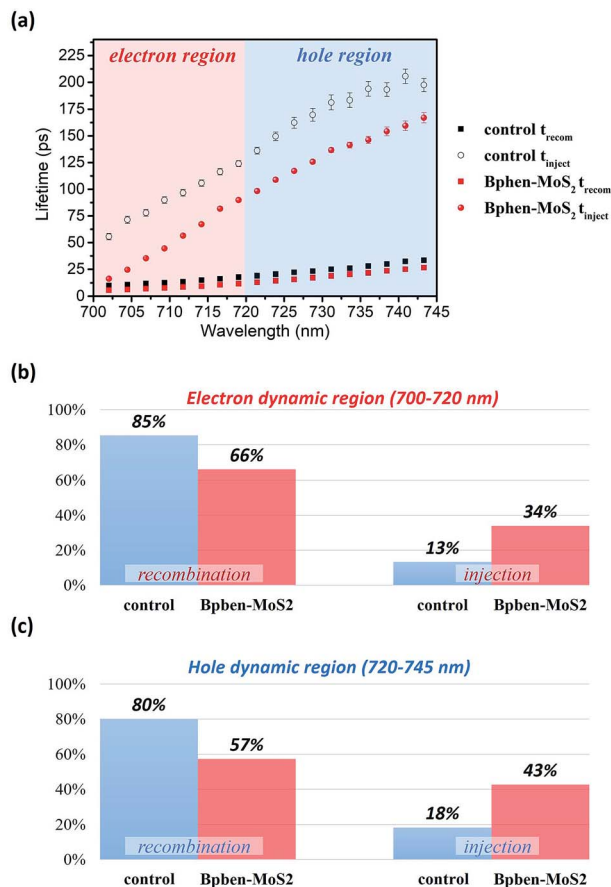 (a)
electron region
hole region
225
200
175
150
125
100
75
50
25
0
Lifetime (ps)
700 705 710 715 720 725 730 735 740 745
Wavelength (nm)
control t_recom
control t_inject
Bphen-MoS2 t_recom
Bphen-MoS2 t_inject
(b)
Electron dynamic region (700-720 nm)
100%
80%
60%
40%
20%
0%
85%
66%
13%
34%
recombination
injection
control Bpben-MoS2 control Bpben-MoS2
(c)
Hole dynamic region (720-745 nm)
100%
80%
60%
40%
20%
0%
80%
57%
18%
43%
recombination
injection
control Bpben-MoS2 control Bpben-MoS2